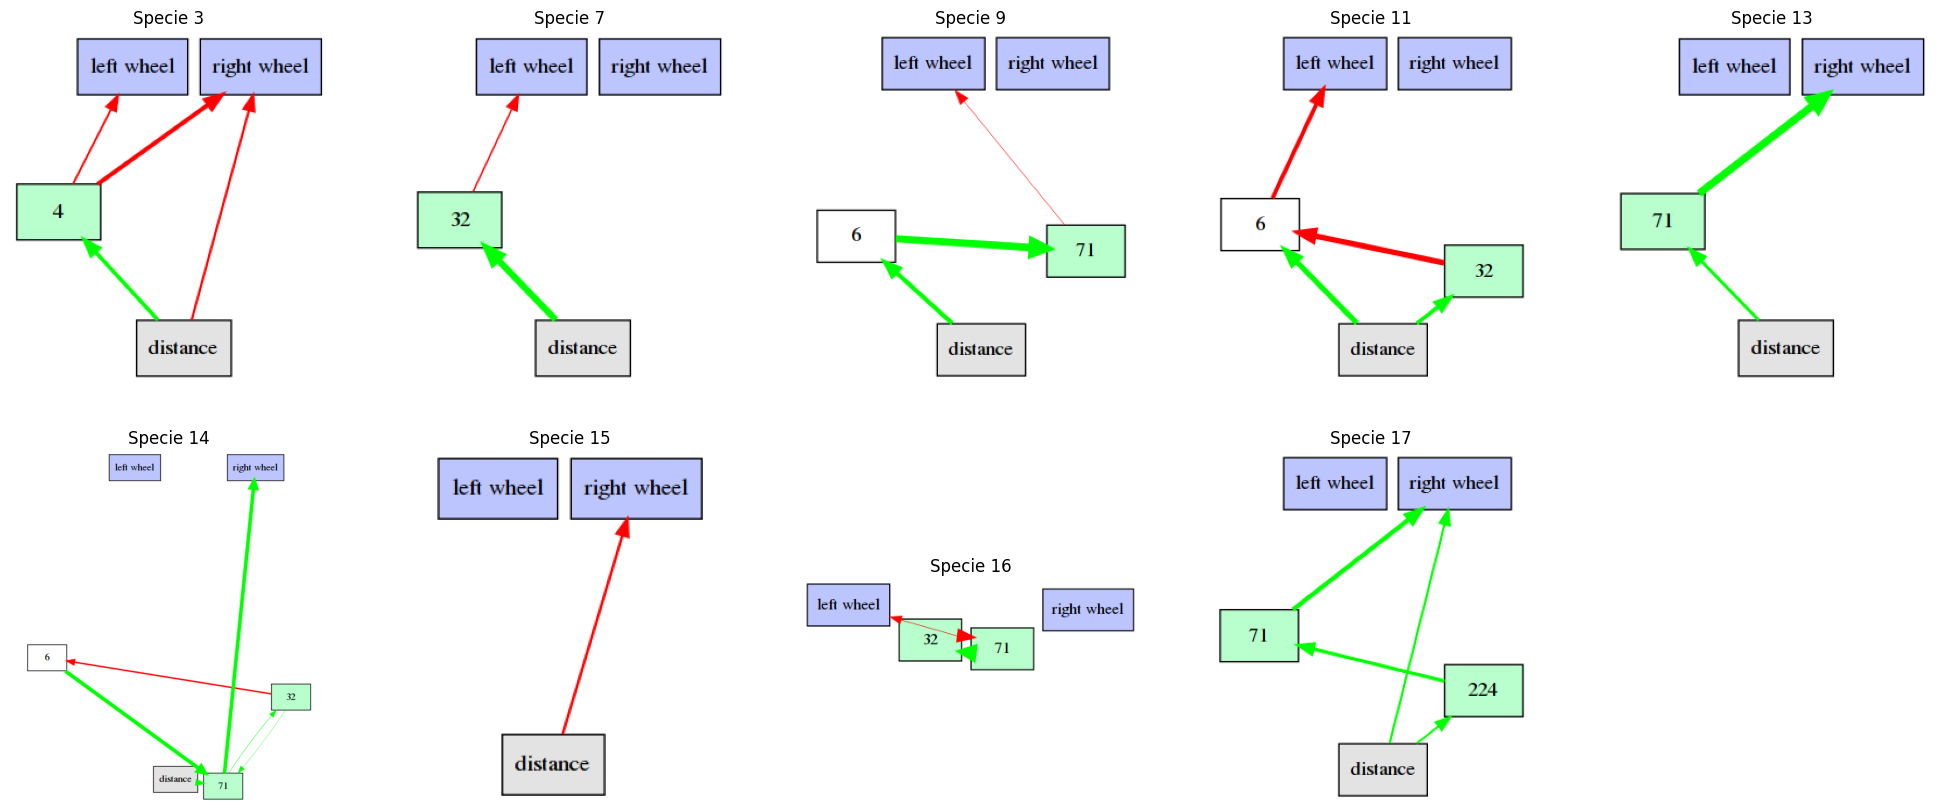 Specie 3
left wheel
right wheel
4
distance
Specie 7
left wheel
right wheel
32
distance
Specie 9
left wheel
right wheel
6
71
distance
Specie 11
left wheel
right wheel
6
32
distance
Specie 13
left wheel
right wheel
71
distance
Specie 14
left wheel
right wheel
6
32
distance
71
Specie 15
left wheel
right wheel
distance
Specie 16
left wheel
right wheel
32
71
Specie 17
left wheel
right wheel
71
224
distance